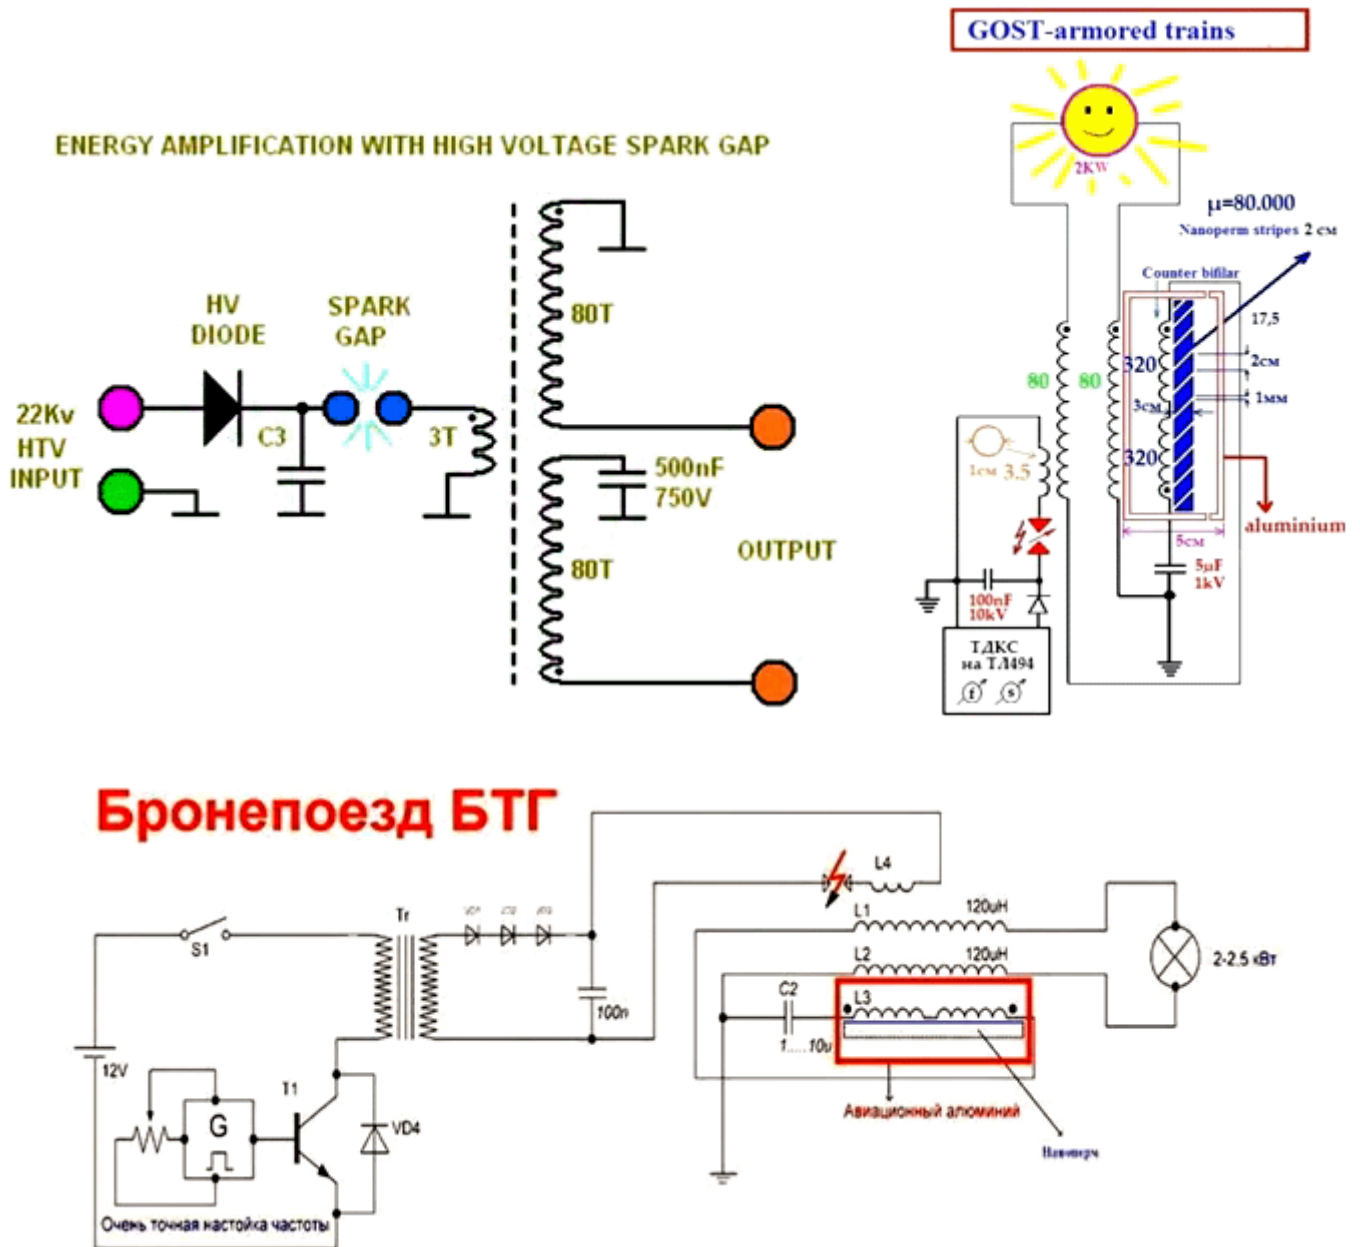 GOST-armored trains
ENERGY AMPLIFICATION WITH HIGH VOLTAGE SPARK GAP
HV
DIODE
SPARK
GAP
22Kv
HTV
INPUT
C3
3T
80T
500nF
750V
80T
OUTPUT
2KW
μ=80.000
Nanoperm stripes 2 см
Counter bifilar
17,5
320
2см
80
80
3см
1мм
320
1см
3.5
aluminium
5см
5μF
1kV
100nF
10kV
ТДКС
на ТЛ494
f
s
Бронепоезд БТГ
S1
Tr
100n
12V
T1
G
VD4
Очень точная настойка частоты
L4
L1
120uH
L2
120uH
C2
L3
1.....10u
2-2.5 кВт
Авиационный алюминий